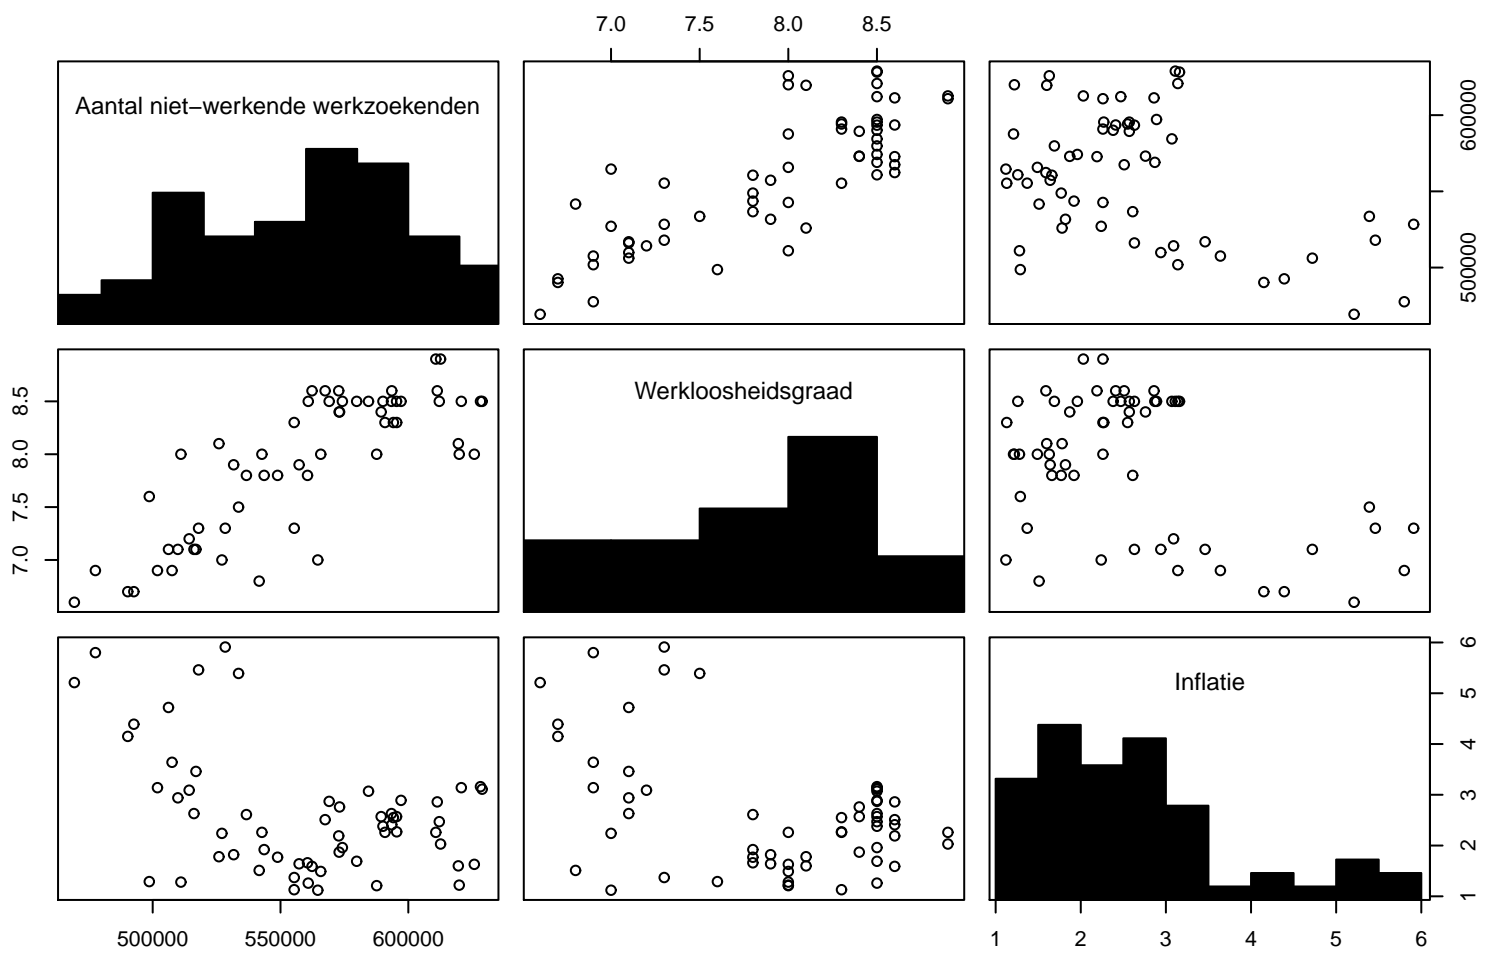 7.0 7.5 8.0 8.5
Aantal niet−werkende werkzoekenden
500000 600000
7.0 7.5 8.0 8.5
Werkloosheidsgraad
Inflatie
1 2 3 4 5 6
500000 550000 600000
1 2 3 4 5 6